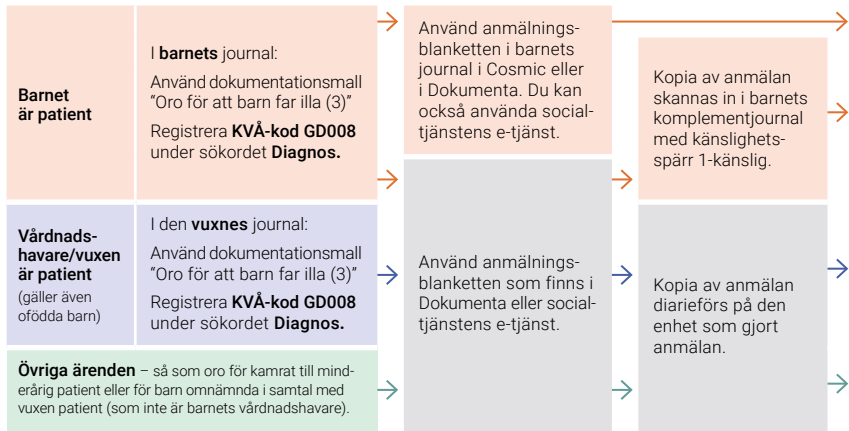 Barnet
är patient
I barnets journal:
Använd dokumentationsmall
"Oro för att barn far illa (3)"
Registrera KVÅ-kod GD008
under sökordet Diagnos.
Använd anmälnings-
blanketten i barnets
journal i Cosmic eller
i Dokumenta. Du kan
också använda social-
tjänstens e-tjänst.
Kopia av anmälan
skannas in i barnets
komplementjournal
med känslighets-
spärr 1-känslig.
Vårdnads-
havare/vuxen
är patient
(gäller även
ofödda barn)
I den vuxnes journal:
Använd dokumentationsmall
"Oro för att barn far illa (3)"
Registrera KVÅ-kod GD008
under sökordet Diagnos.
Använd anmälnings-
blanketten som finns i
Dokumenta eller social-
tjänstens e-tjänst.
Kopia av anmälan
diarieförs på den
enhet som gjort
anmälan.
Övriga ärenden – så som oro för kamrat till mind-
erårig patient eller för barn omnämnda i samtal med
vuxen patient (som inte är barnets vårdnadshavare).